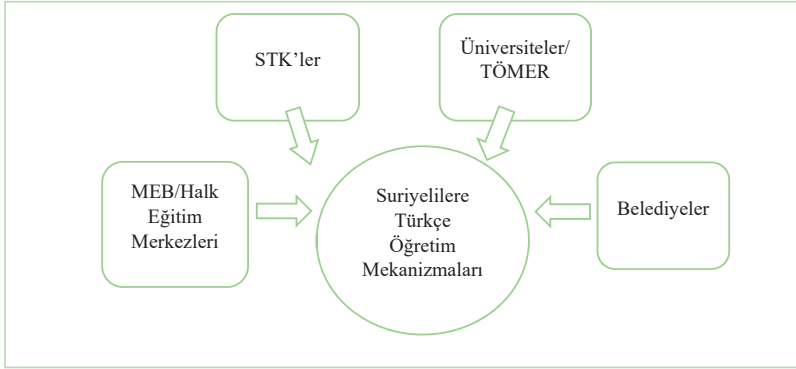 STK’ler
Üniversiteler/
TÖMER
MEB/Halk
Eğitim
Merkezleri
Suriyelilere
Türkçe
Öğretim
Mekanizmaları
Belediyeler